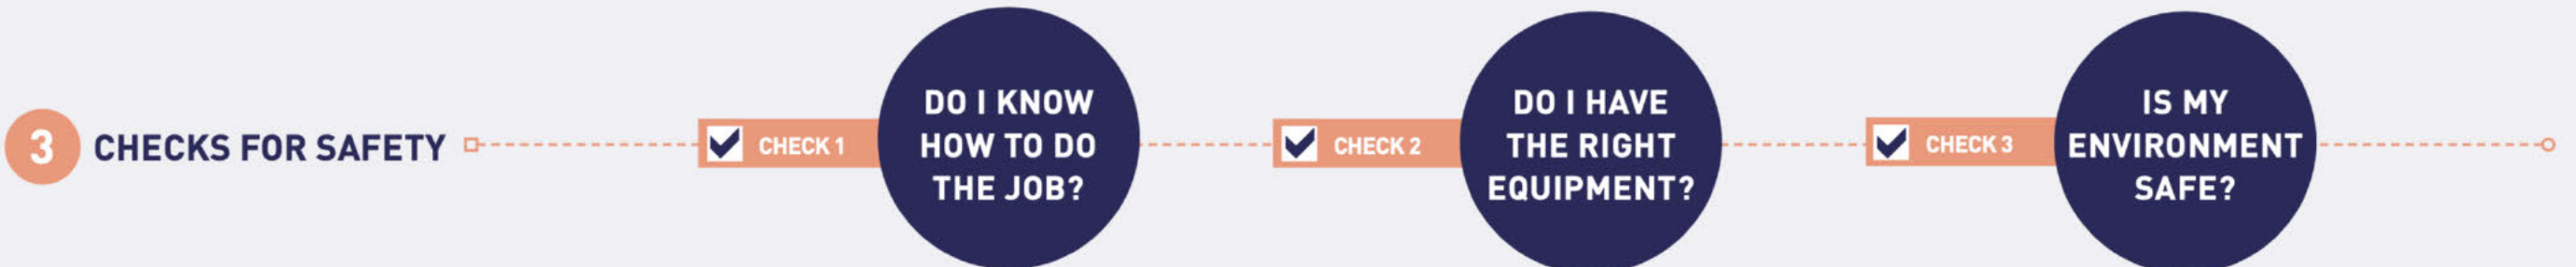 3 CHECKS FOR SAFETY
CHECK 1
DO I KNOW
HOW TO DO
THE JOB?
CHECK 2
DO I HAVE
THE RIGHT
EQUIPMENT?
CHECK 3
IS MY
ENVIRONMENT
SAFE?